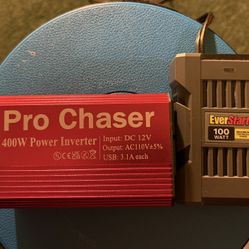 Pro Chaser
400W Power Inverter
Input: DC 12V
Output: AC110V±5%
USB: 3.1A each
EverStart
100
WATT